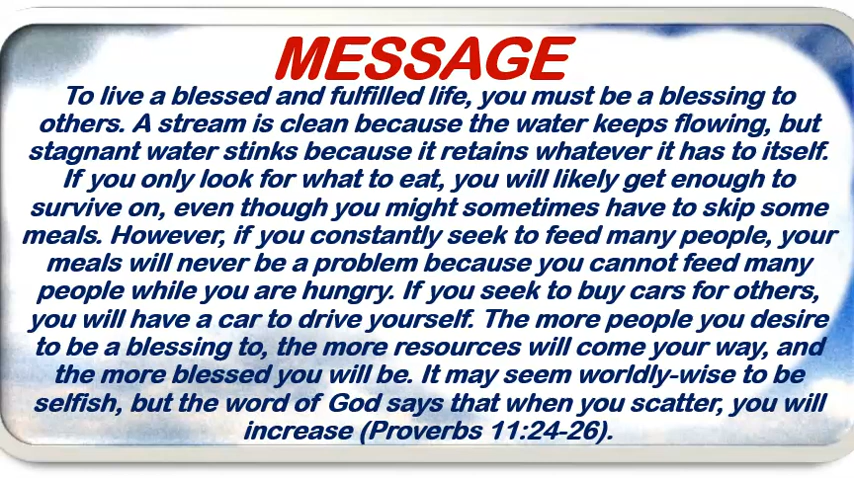 MESSAGE
To live a blessed and fulfilled life, you must be a blessing to
others. A stream is clean because the water keeps flowing, but
stagnant water stinks because it retains whatever it has to itself.
If you only look for what to eat, you will likely get enough to
survive on, even though you might sometimes have to skip some
meals. However, if you constantly seek to feed many people, your
meals will never be a problem because you cannot feed many
people while you are hungry. If you seek to buy cars for others,
you will have a car to drive yourself. The more people you desire
to be a blessing to, the more resources will come your way, and
the more blessed you will be. It may seem worldly-wise to be
selfish, but the word of God says that when you scatter, you will
increase (Proverbs 11:24-26).